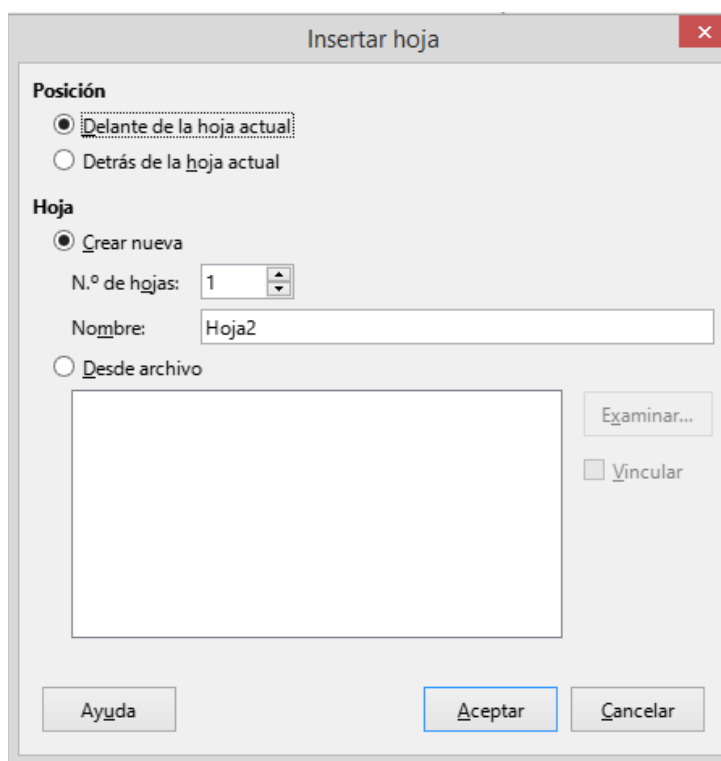 Insertar hoja
Posición
Delante de la hoja actual
Detrás de la hoja actual
Hoja
Crear nueva
N.º de hojas: 1
Nombre: Hoja2
Desde archivo
Examinar...
Vincular
Ayuda Aceptar Cancelar